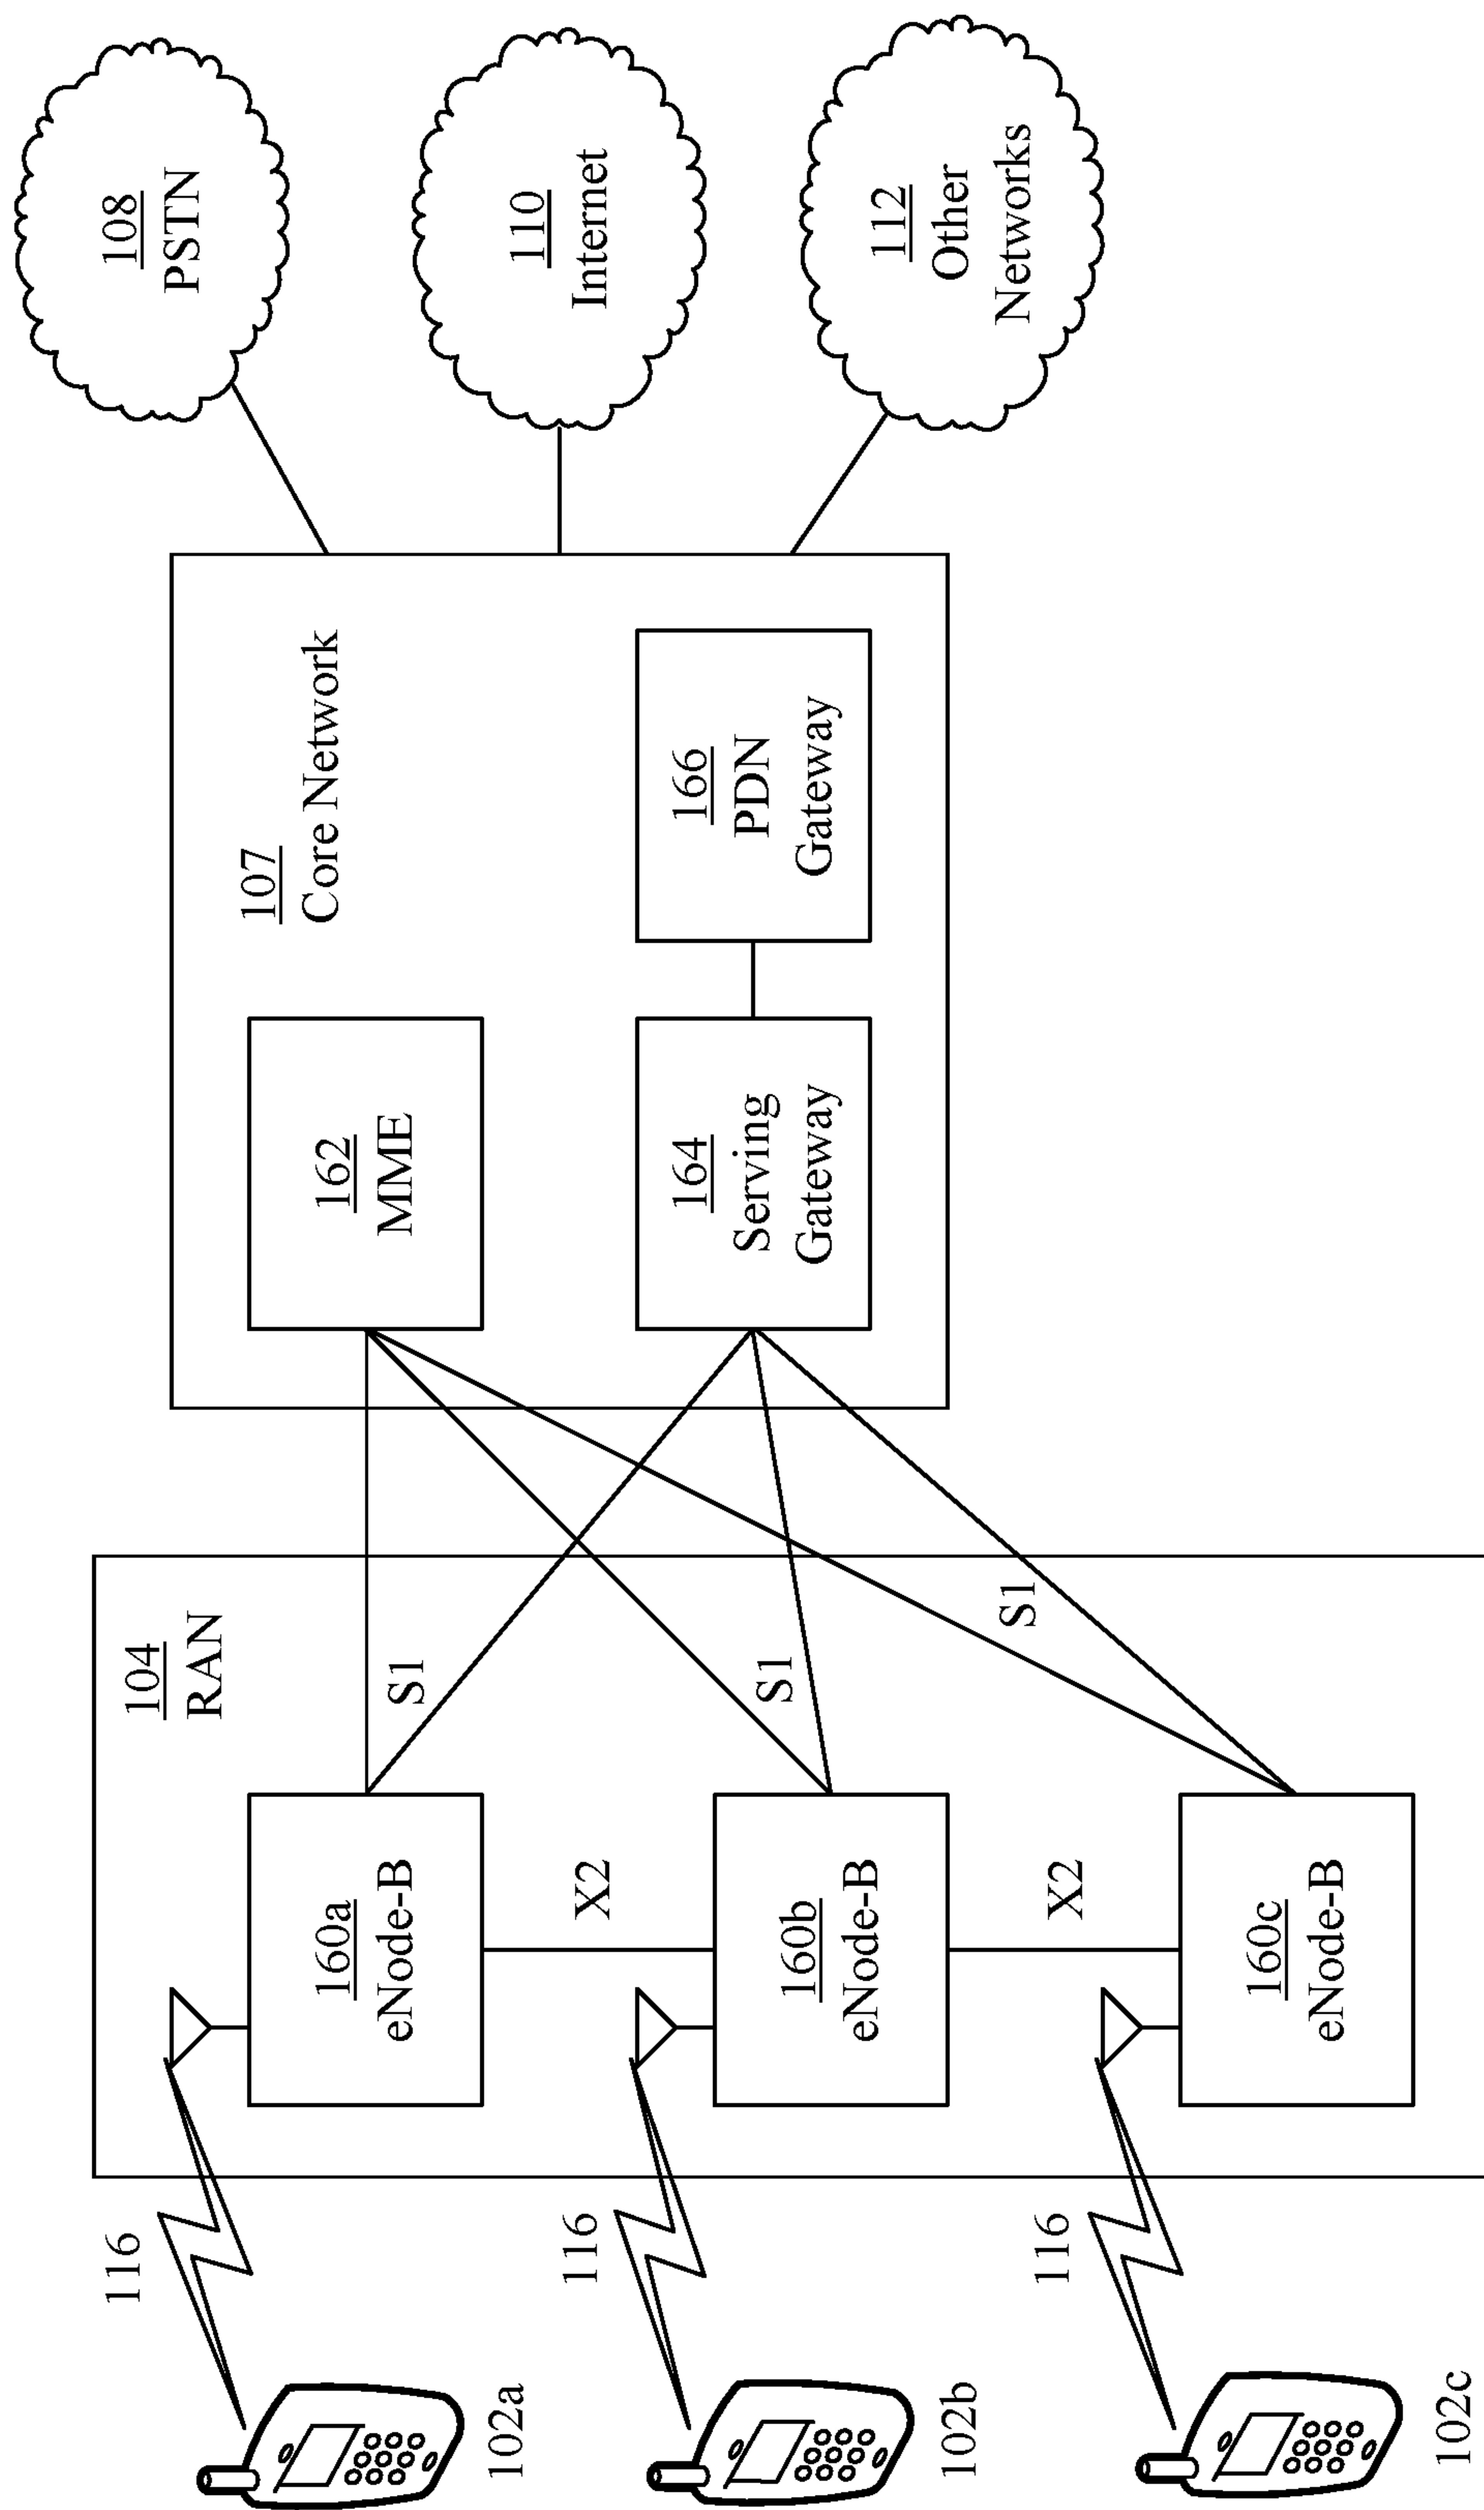 104
RAN
107
Core Network
108
PSTN
116
160a
eNode-B
162
MME
S1
102a
X2
110
Internet
116
160b
eNode-B
S1
164
Serving
Gateway
166
PDN
Gateway
102b
X2
S1
112
Other
Networks
116
160c
eNode-B
102c